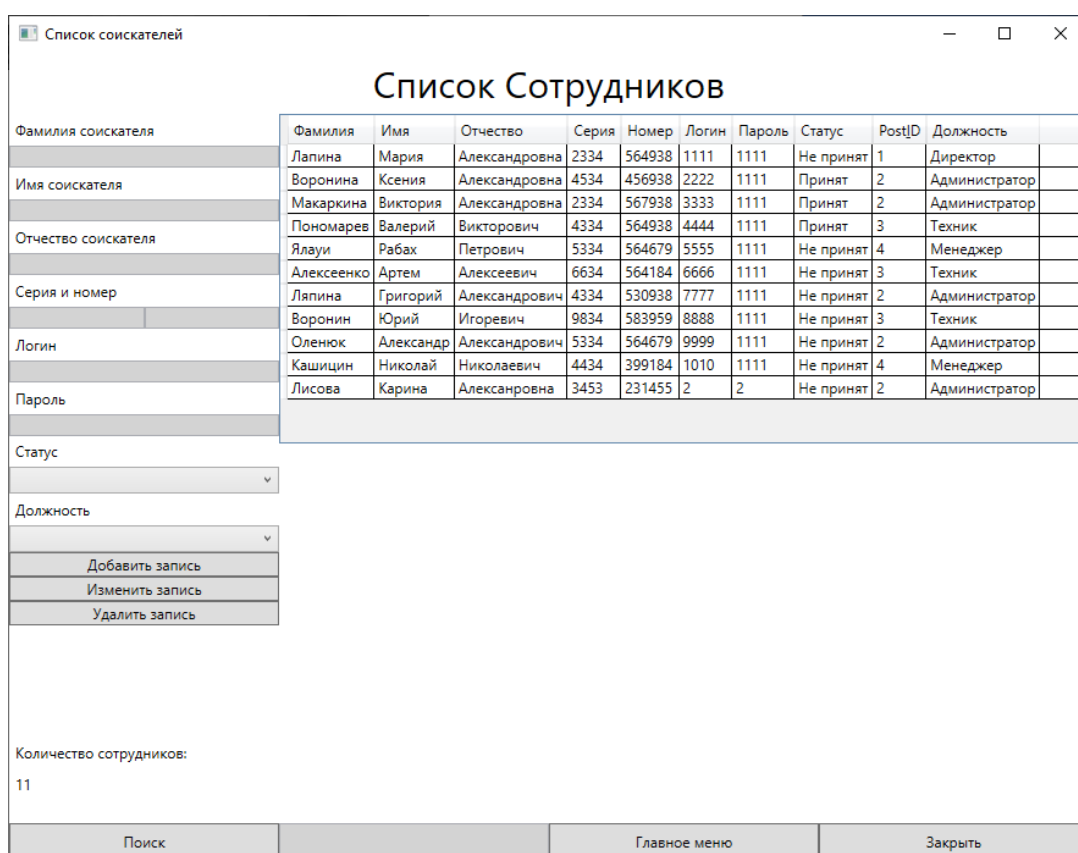 Список соискателей
Список Сотрудников
Фамилия соискателя
Имя соискателя
Отчество соискателя
Серия и номер
Логин
Пароль
Статус
Должность
Добавить запись
Изменить запись
Удалить запись
Количество сотрудников:
11
Фамилия Имя Отчество Серия Номер Логин Пароль Статус PostID Должность
Лапина Мария Александровна 2334 564938 1111 1111 Не принят 1 Директор
Воронина Ксения Александровна 4534 456938 2222 1111 Принят 2 Администратор
Макаркина Виктория Александровна 2334 567938 3333 1111 Принят 2 Администратор
Пономарев Валерий Викторович 4334 564938 4444 1111 Принят 3 Техник
Ялауи Рабах Петрович 5334 564679 5555 1111 Не принят 4 Менеджер
Алексеенко Артем Алексеевич 6634 564184 6666 1111 Не принят 3 Техник
Ляпина Григорий Александрович 4334 530938 7777 1111 Не принят 2 Администратор
Воронин Юрий Игоревич 9834 583959 8888 1111 Не принят 3 Техник
Оленюк Александр Александрович 5334 564679 9999 1111 Не принят 2 Администратор
Кашицин Николай Николаевич 4434 399184 1010 1111 Не принят 4 Менеджер
Лисова Карина Алексанровна 3453 231455 2 2 Не принят 2 Администратор
Поиск Главное меню Закрыть